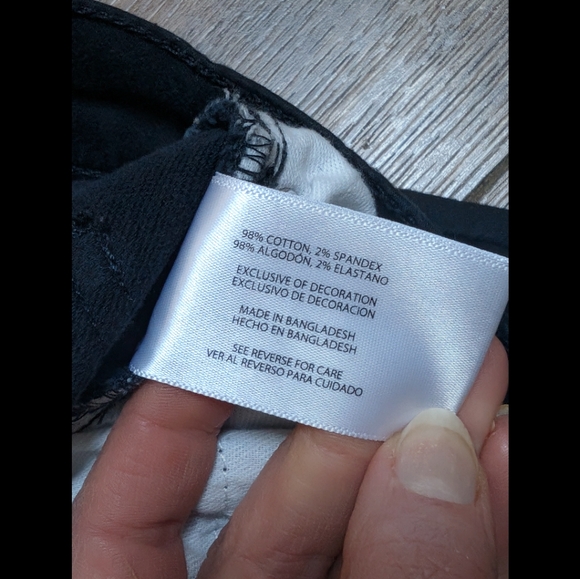 98% COTTON, 2% SPANDEX
98% ALGODÓN, 2% ELASTANO
EXCLUSIVE OF DECORATION
EXCLUSIVO DE DECORACION
MADE IN BANGLADESH
HECHO EN BANGLADESH
SEE REVERSE FOR CARE
VER AL REVERSO PARA CUIDADO